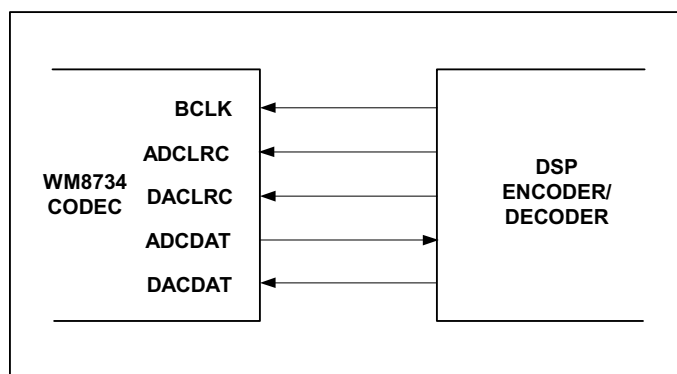 BCLK
ADCLRC
WM8734
CODEC
DACLRC
ADCDAT
DACDAT
DSP
ENCODER/
DECODER